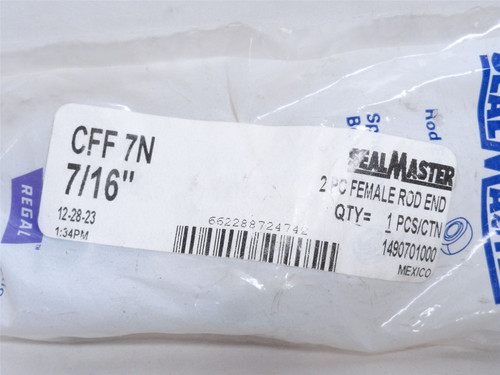 CFF 7N
7/16"
12-28-23
1:34PM
SEALMASTER
2 PC FEMALE ROD END
QTY= 1 PCS/CTN
1490701000
MEXICO
REGAL
Rod